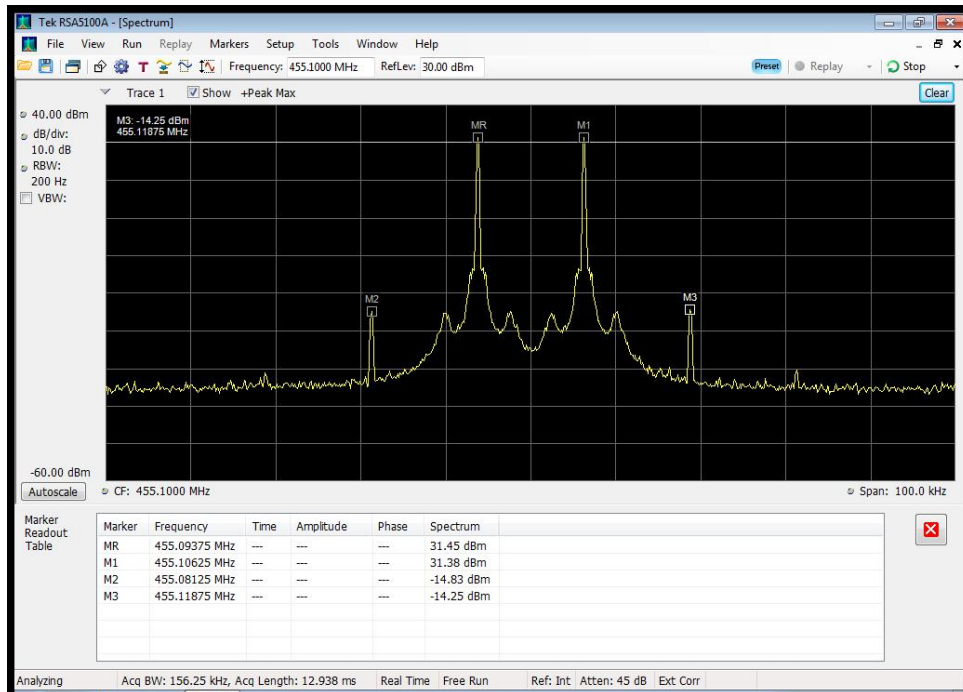 Tek RSA5100A - [Spectrum]
File View Run Replay Markers Setup Tools Window Help
T Frequency: 455.1000 MHz RefLev: 30.00 dBm Preset Replay Stop
Trace 1 Show +Peak Max Clear
40.00 dBm
dB/div:
10.0 dB
RBW:
200 Hz
VBW:
M3: -14.25 dBm
455.11875 MHz
MR M1
M2 M3
-60.00 dBm
Autoscale CF: 455.1000 MHz Span: 100.0 kHz
Marker
Readout
Table
Marker Frequency Time Amplitude Phase Spectrum
MR 455.09375 MHz --- --- --- 31.45 dBm
M1 455.10625 MHz --- --- --- 31.38 dBm
M2 455.08125 MHz --- --- --- -14.83 dBm
M3 455.11875 MHz --- --- --- -14.25 dBm
Analyzing Acq BW: 156.25 kHz, Acq Length: 12.938 ms Real Time Free Run Ref: Int Atten: 45 dB Ext Corr